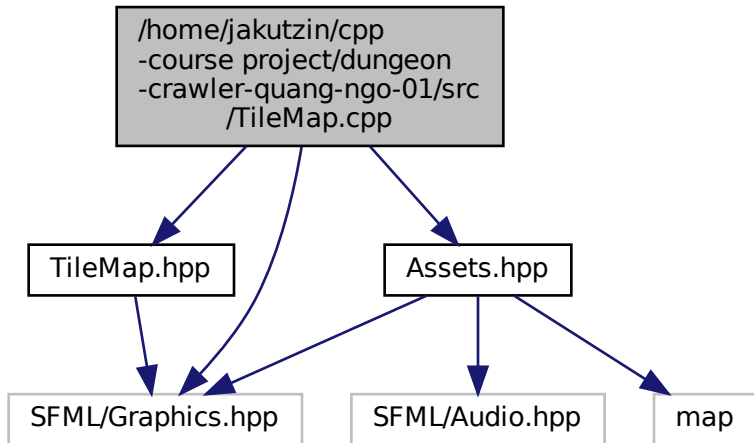 /home/jakutzin/cpp
-course project/dungeon
-crawler-quang-ngo-01/src
/TileMap.cpp
TileMap.hpp
Assets.hpp
SFML/Graphics.hpp
SFML/Audio.hpp
map